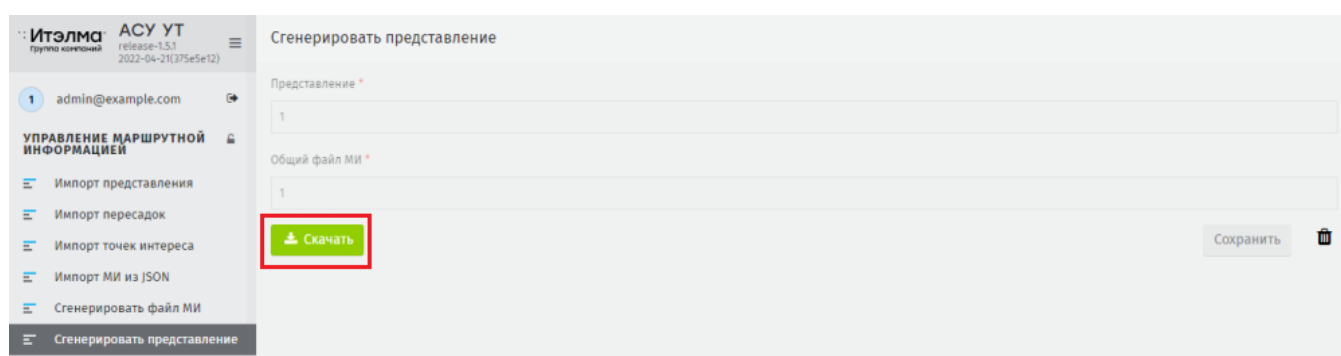 Итэлма
группа компаний
АСУ УТ
release-1.5.1
2022-04-21(375e5e12)
1 admin@example.com
УПРАВЛЕНИЕ МАРШРУТНОЙ
ИНФОРМАЦИЕЙ
Импорт представления
Импорт пересадок
Импорт точек интереса
Импорт МИ из JSON
Сгенерировать файл МИ
Сгенерировать представление
Сгенерировать представление
Представление *
1
Общий файл МИ *
1
Скачать
Сохранить